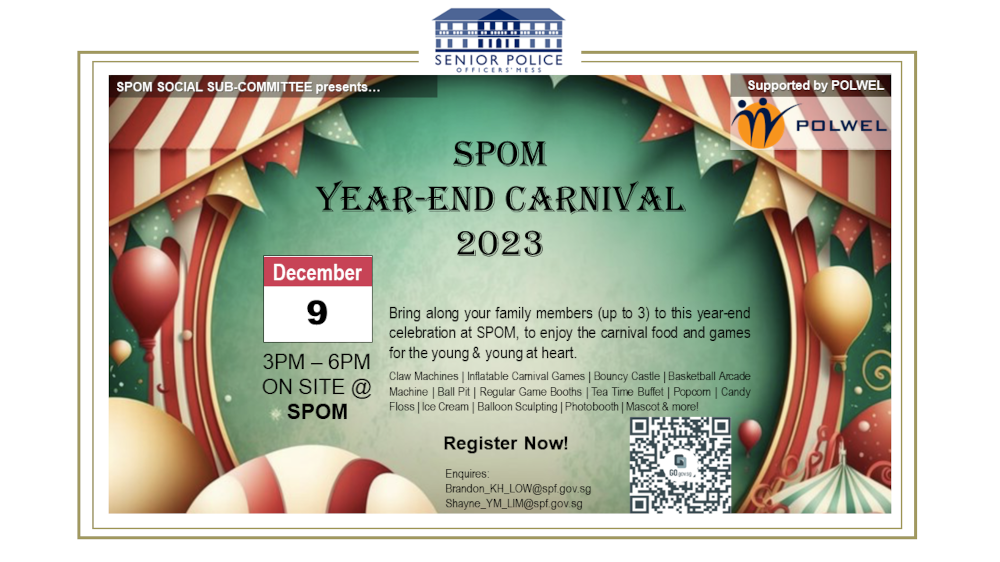 SENIOR POLICE
OFFICERS' MESS
SPOM SOCIAL SUB-COMMITTEE presents...
Supported by POLWEL
POLWEL
SPOM
YEAR-END CARNIVAL
2023
December
9
3PM – 6PM
ON SITE @
SPOM
Bring along your family members (up to 3) to this year-end
celebration at SPOM, to enjoy the carnival food and games
for the young & young at heart.
Claw Machines | Inflatable Carnival Games | Bouncy Castle | Basketball Arcade
Machine | Ball Pit | Regular Game Booths | Tea Time Buffet | Popcorn | Candy
Floss | Ice Cream | Balloon Sculpting | Photobooth | Mascot & more!
Register Now!
Enquires:
Brandon_KH_LOW@spf.gov.sg
Shayne_YM_LIM@spf.gov.sg
GO.gov.sg